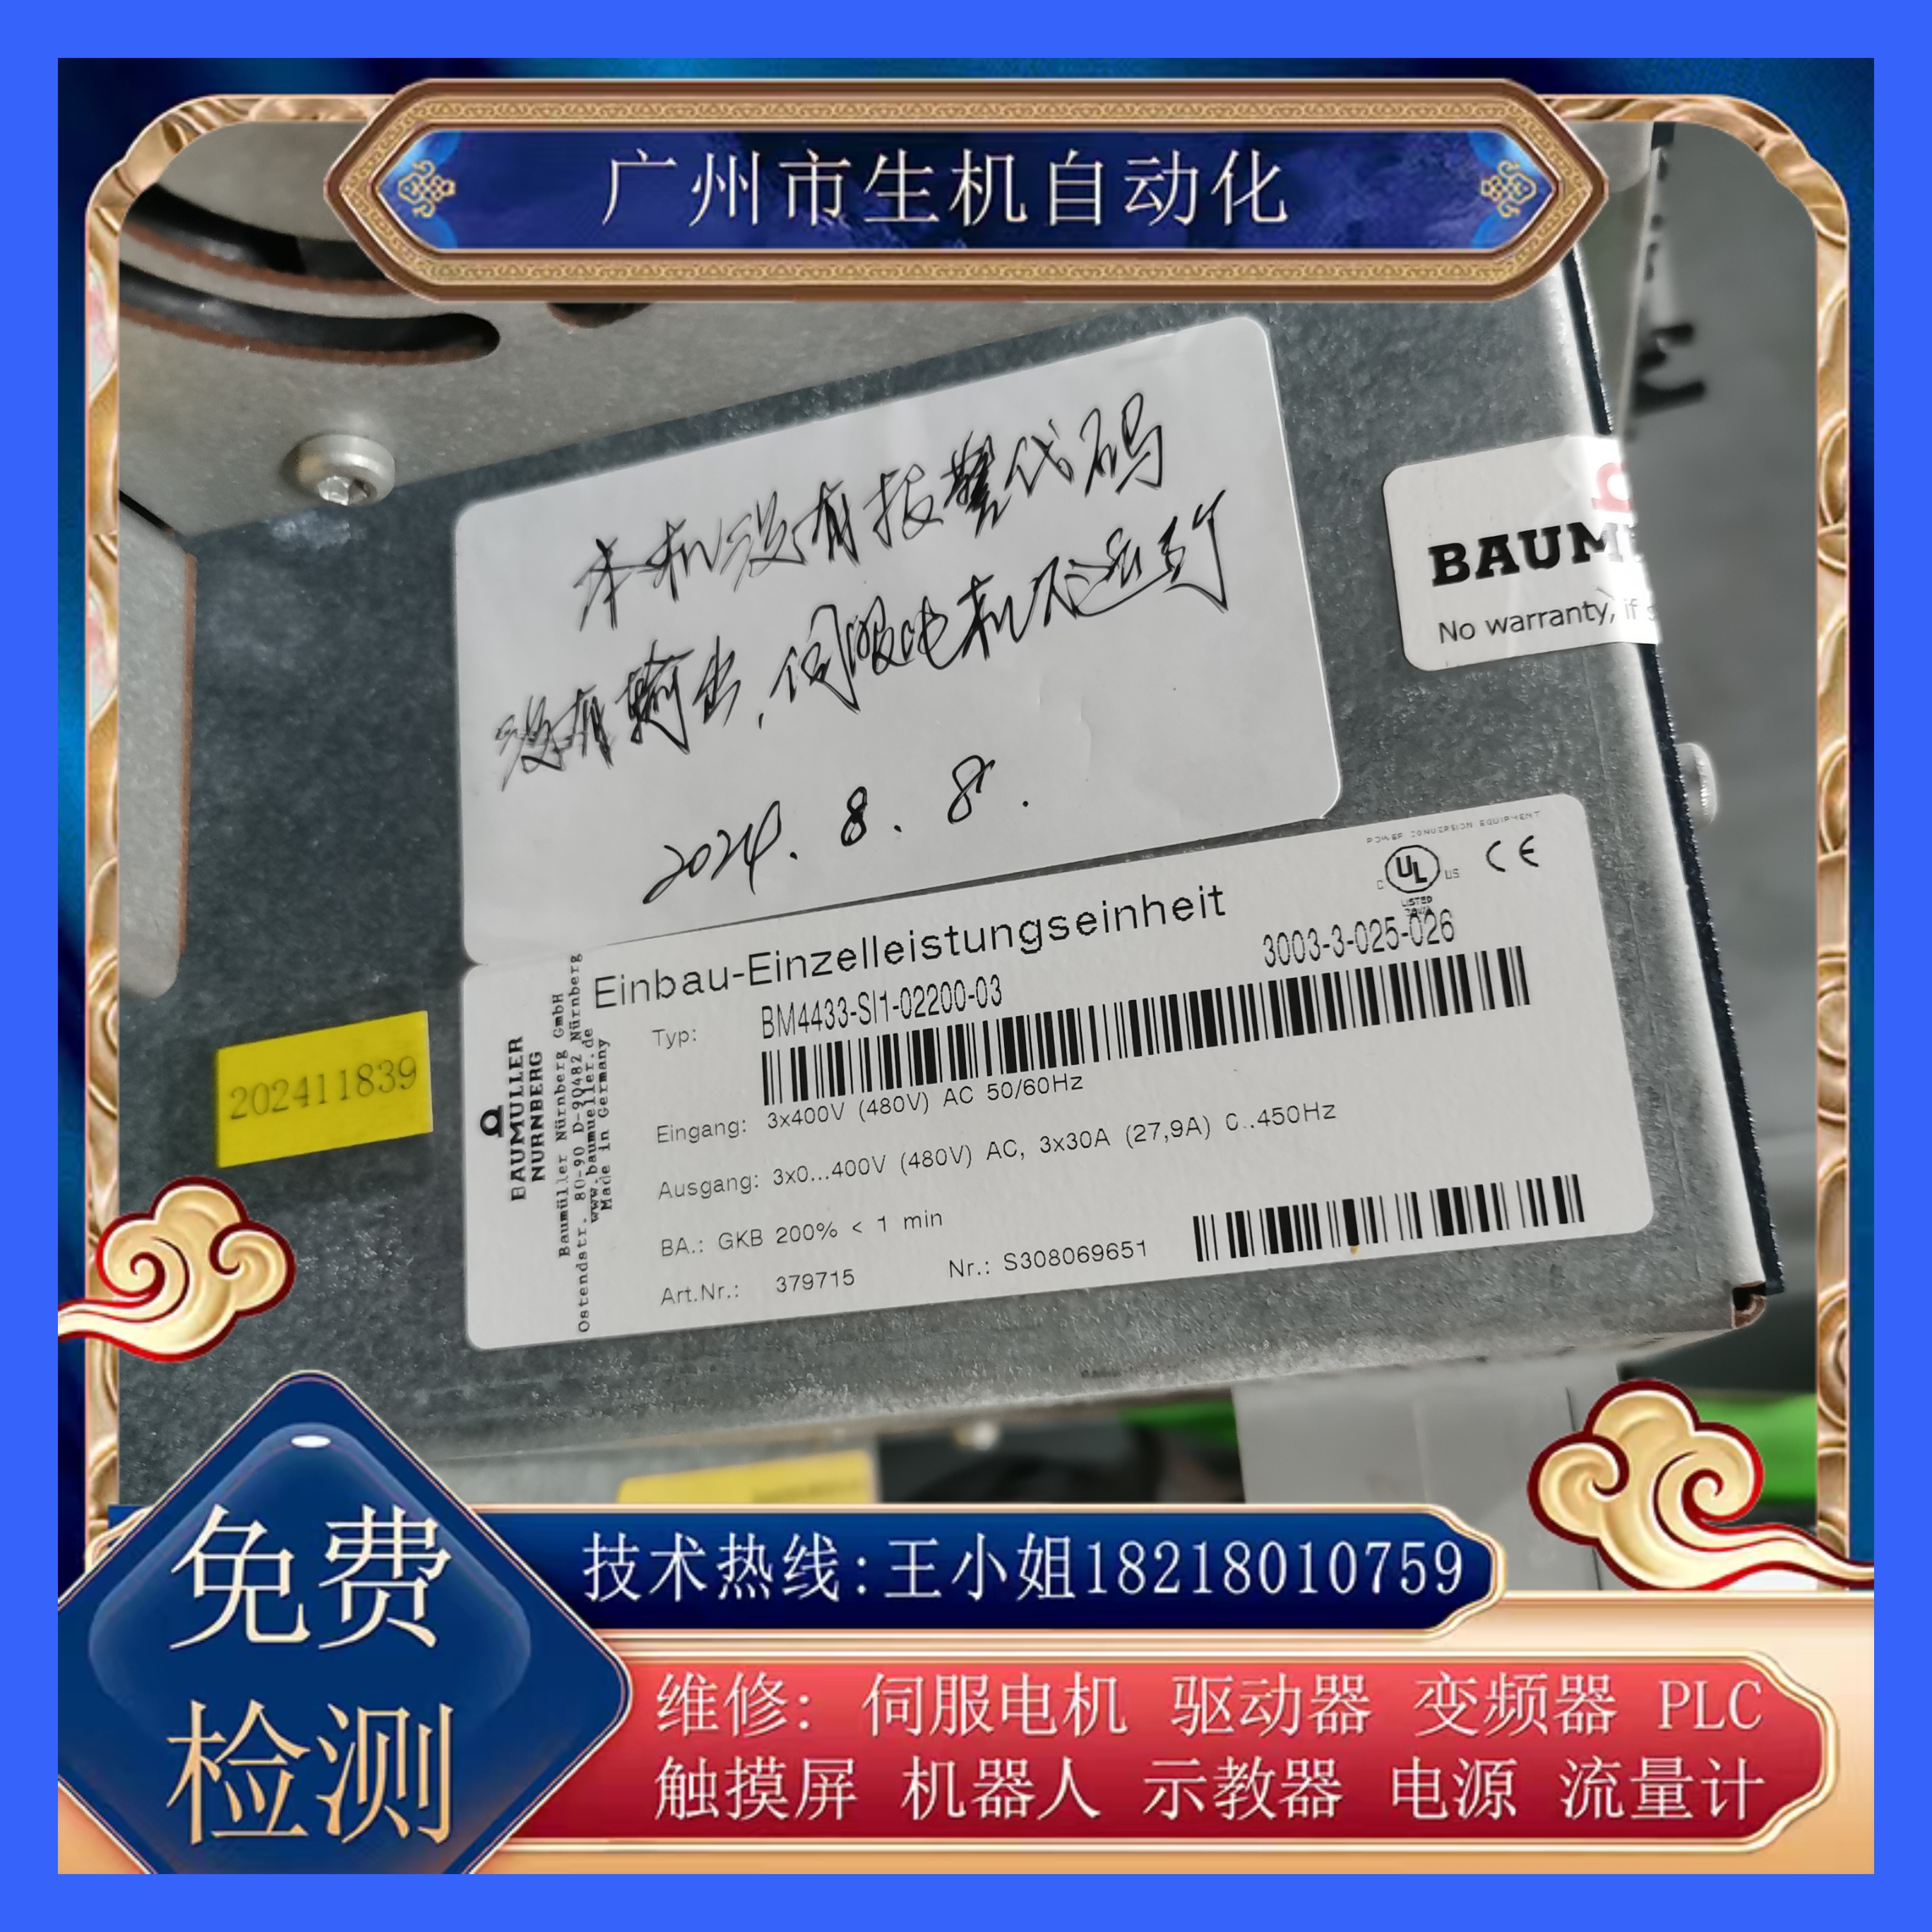 广州市生机自动化
本机没有报警代码
没有输出,伺服电机不运行
2024.8.8.
BAUM
No warranty, if s
POWER CONVERSION EQUIPMENT
C UL US
LISTED
CE
Einbau-Einzelleistungseinheit
Typ: BM4433-SI1-02200-03 3003-3-025-026
Eingang: 3x400V (480V) AC 50/60Hz
Ausgang: 3x0...400V (480V) AC, 3x30A (27,9A) 0..450Hz
BA.: GKB 200% < 1 min
Art.Nr.: 379715 Nr.: S308069651
BAUMÜLLER
NÜRNBERG
Baumüller Nürnberg GmbH
Ostendstr. 80-90 D-90482 Nürnberg
www.baumueller.de
Made in Germany
202411839
免费
检测
技术热线:王小姐18218010759
维修: 伺服电机 驱动器 变频器 PLC
触摸屏 机器人 示教器 电源 流量计